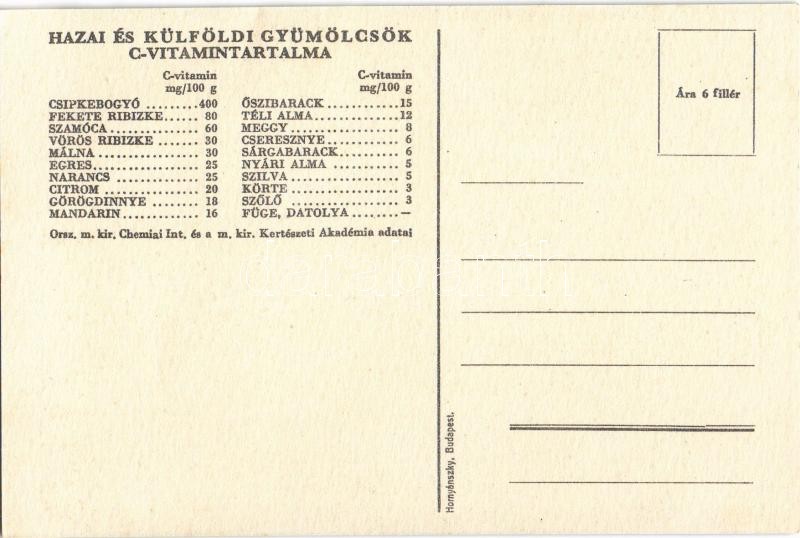 HAZAI ÉS KÜLFÖLDI GYÜMÖLCSÖK
C-VITAMINTARTALMA
C-vitamin
mg/100 g
CSIPKEBOGYÓ .........400
FEKETE RIBIZKE...... 80
SZAMÓCA .............. 60
VÖRÖS RIBIZKE ....... 30
MÁLNA ................. 30
EGRES................... 25
NARANCS .............. 25
CITROM ................ 20
GÖRÖGDINNYE ....... 18
MANDARIN............. 16
C-vitamin
mg/100 g
ŐSZIBARACK ............15
TÉLI ALMA..............12
MEGGY ................. 8
CSERESZNYE .......... 6
SÁRGABARACK......... 6
NYÁRI ALMA .......... 5
SZILVA ................. 5
KÖRTE ................. 3
SZŐLŐ .................. 3
FÜGE, DATOLYA ........—
Orsz. m. kir. Chemiai Int. és a m. kir. Kertészeti Akadémia adatai
Ára 6 fillér
Hornyánszky, Budapest.